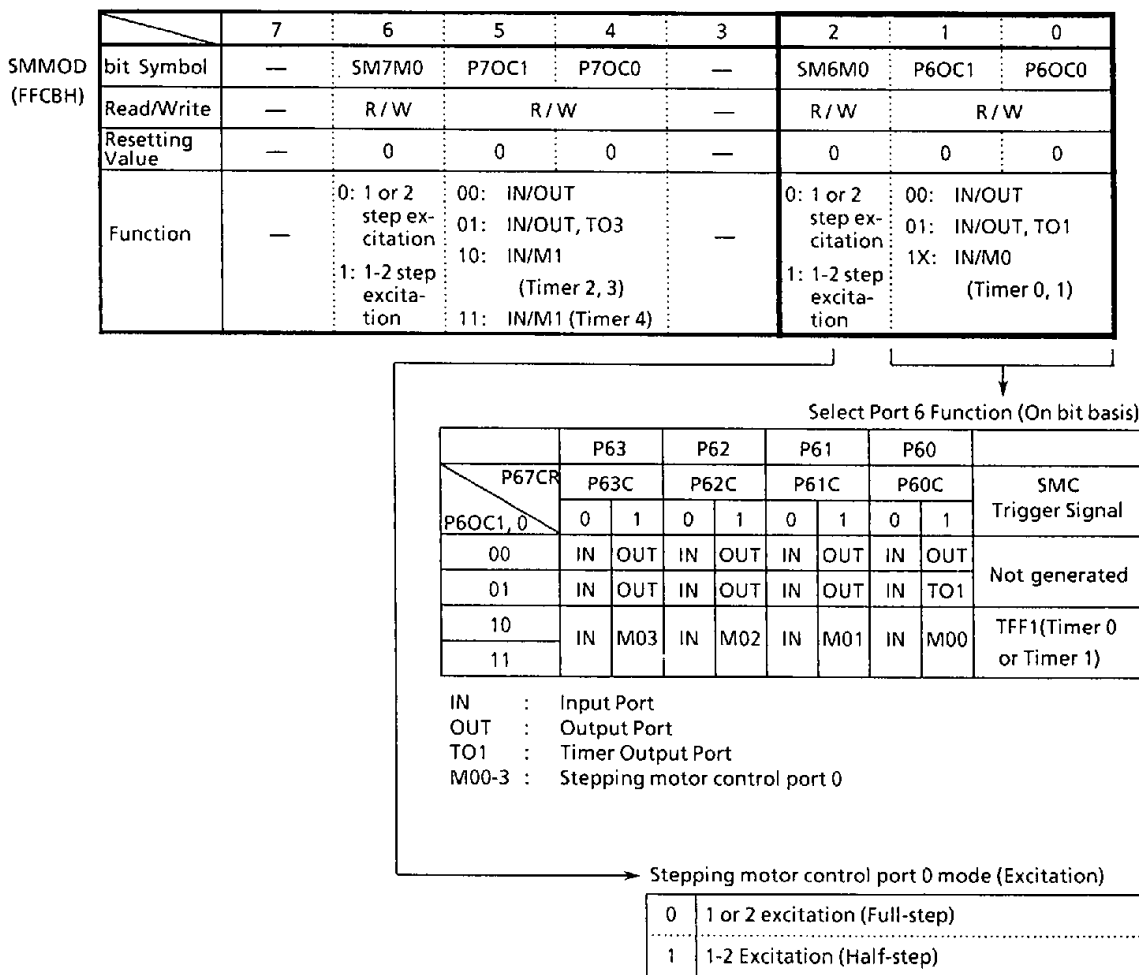 7 6 5 4 3 2 1 0
SMMOD bit Symbol — SM7M0 P7OC1 P7OC0 — SM6M0 P6OC1 P6OC0
(FFCBH)
Read/Write — R / W R / W — R / W R / W
Resetting
Value — 0 0 0 — 0 0 0
Function — —
0: 1 or 2
step ex-
citation
1: 1-2 step
excita-
tion
00: IN/OUT
01: IN/OUT, TO3
10: IN/M1
(Timer 2, 3)
11: IN/M1 (Timer 4)
0: 1 or 2
step ex-
citation
1: 1-2 step
excita-
tion
00: IN/OUT
01: IN/OUT, TO1
1X: IN/M0
(Timer 0, 1)
Select Port 6 Function (On bit basis)
P63 P62 P61 P60
P67CR P63C P62C P61C P60C SMC
Trigger Signal
P6OC1, 0 0 1 0 1 0 1 0 1
00 IN OUT IN OUT IN OUT IN OUT Not generated
01 IN OUT IN OUT IN OUT IN TO1
10 IN M03 IN M02 IN M01 IN M00 TFF1(Timer 0
11 or Timer 1)
IN : Input Port
OUT : Output Port
TO1 : Timer Output Port
M00-3 : Stepping motor control port 0
Stepping motor control port 0 mode (Excitation)
0 1 or 2 excitation (Full-step)
1 1-2 Excitation (Half-step)